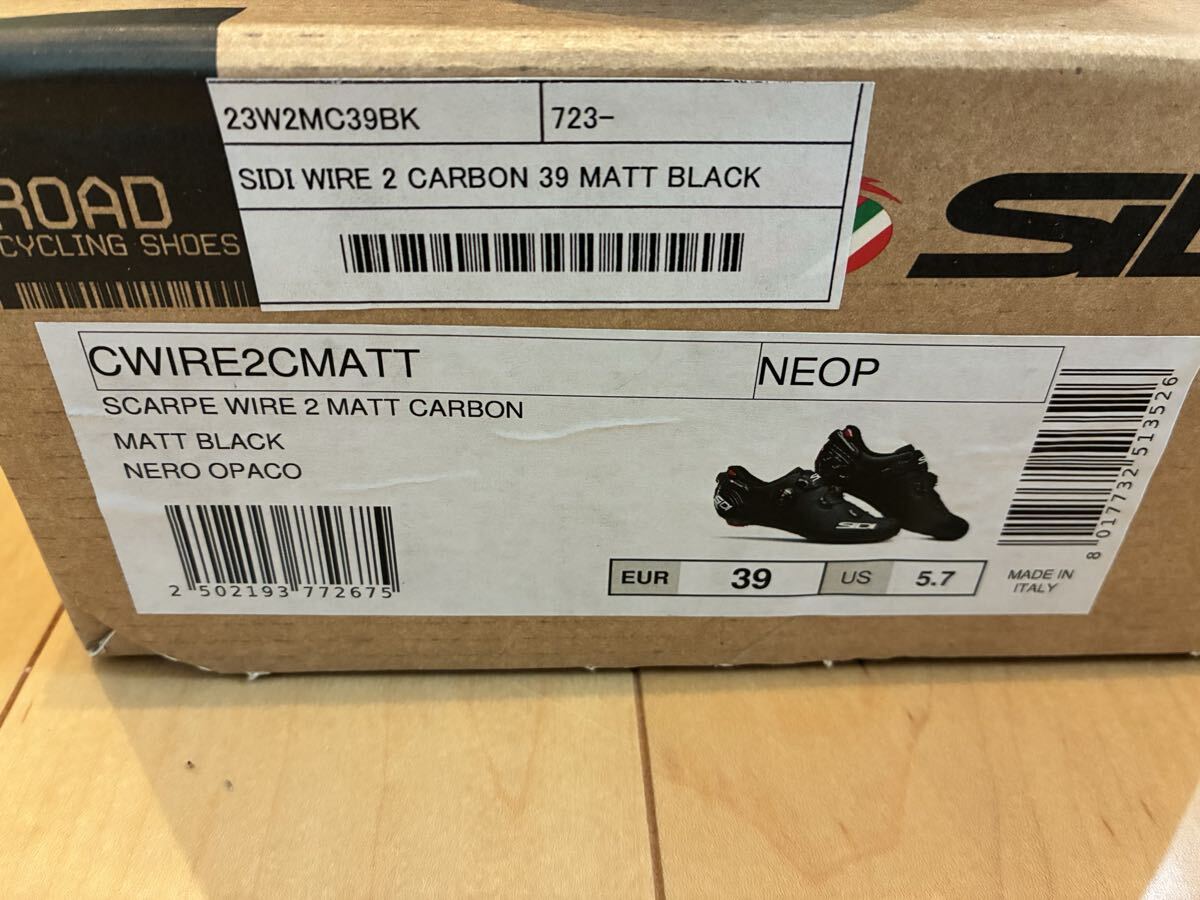 23W2MC39BK 723-
SIDI WIRE 2 CARBON 39 MATT BLACK
ROAD
CYCLING SHOES
CWIRE2CMATT NEOP
SCARPE WIRE 2 MATT CARBON
MATT BLACK
NERO OPACO
SIDI
2 502193 772675
EUR 39 US 5.7
MADE IN
ITALY
8 017732 513526